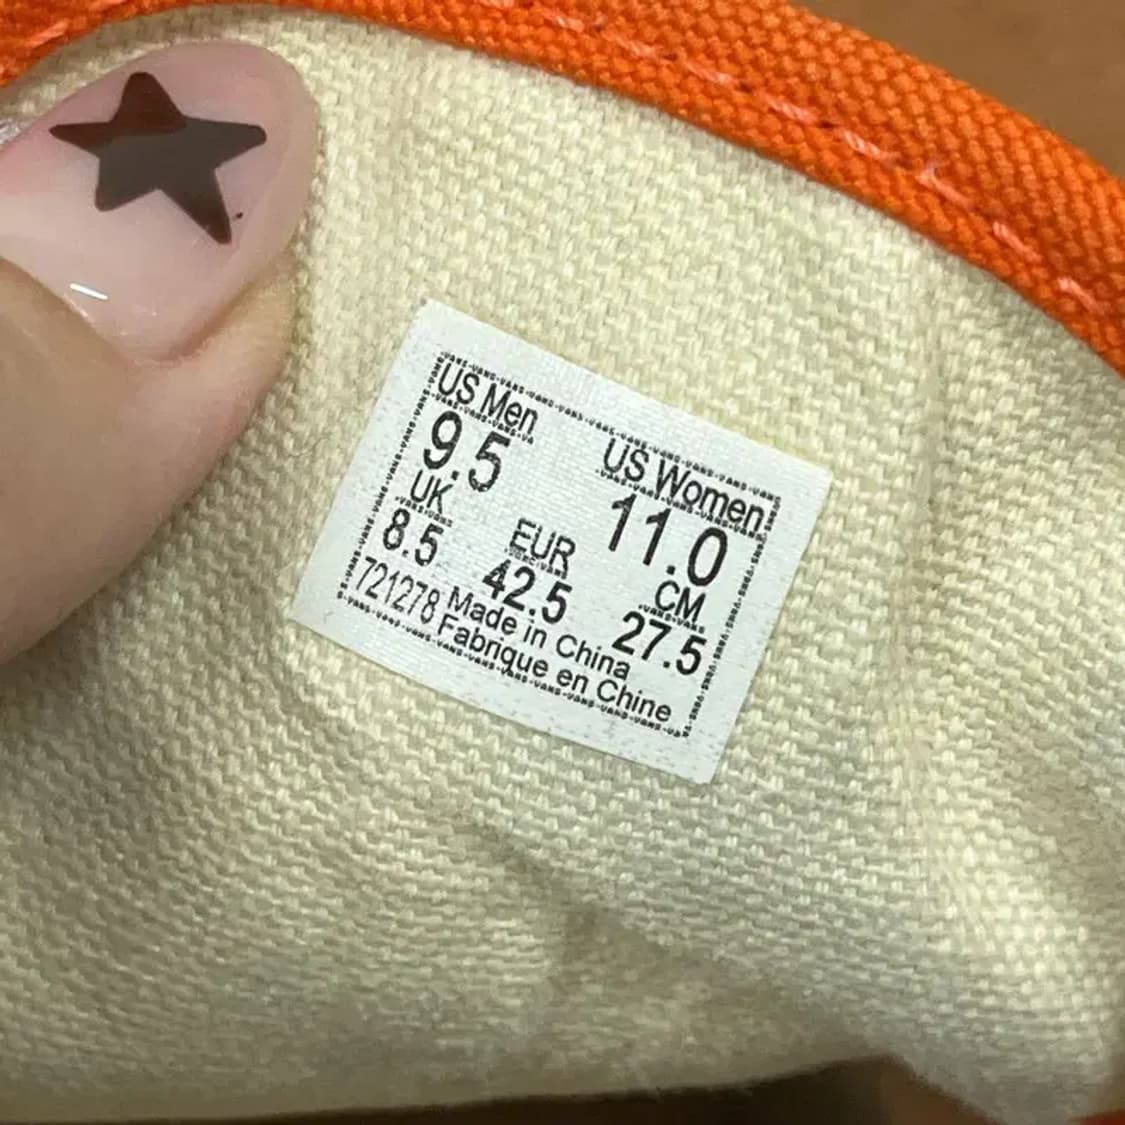 US Men US Women
9.5 11.0
UK EUR CM
8.5 42.5 27.5
721278 Made in China
Fabrique en Chine